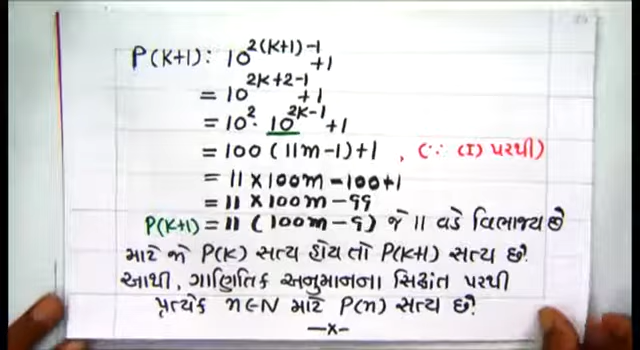 P(K+1): 10^{2(K+1)-1} +1
= 10^{2K+2-1} +1
= 10^2 · 10^{2K-1} +1
= 100 (11m-1)+1 , (∵ (I) પરથી)
= 11 × 100m - 100+1
= 11 × 100m - 99
P(K+1) = 11 (100m - 9) જે 11 વડે વિભાજ્ય છે
માટે જો P(K) સત્ય હોય તો P(K+1) સત્ય છે.
આથી, ગાણિતિક અનુમાનના સિદ્ધાંત પરથી
પ્રત્યેક n∈N માટે P(n) સત્ય છે.
—x—